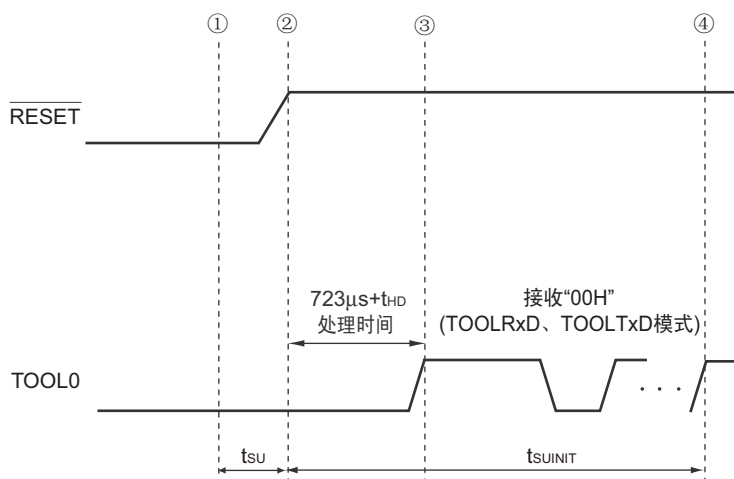 ① ② ③ ④
RESET
723μs+tHD
处理时间
接收“00H”
(TOOLRxD、TOOLTxD模式)
TOOL0
. . .
tSU
tSUINIT